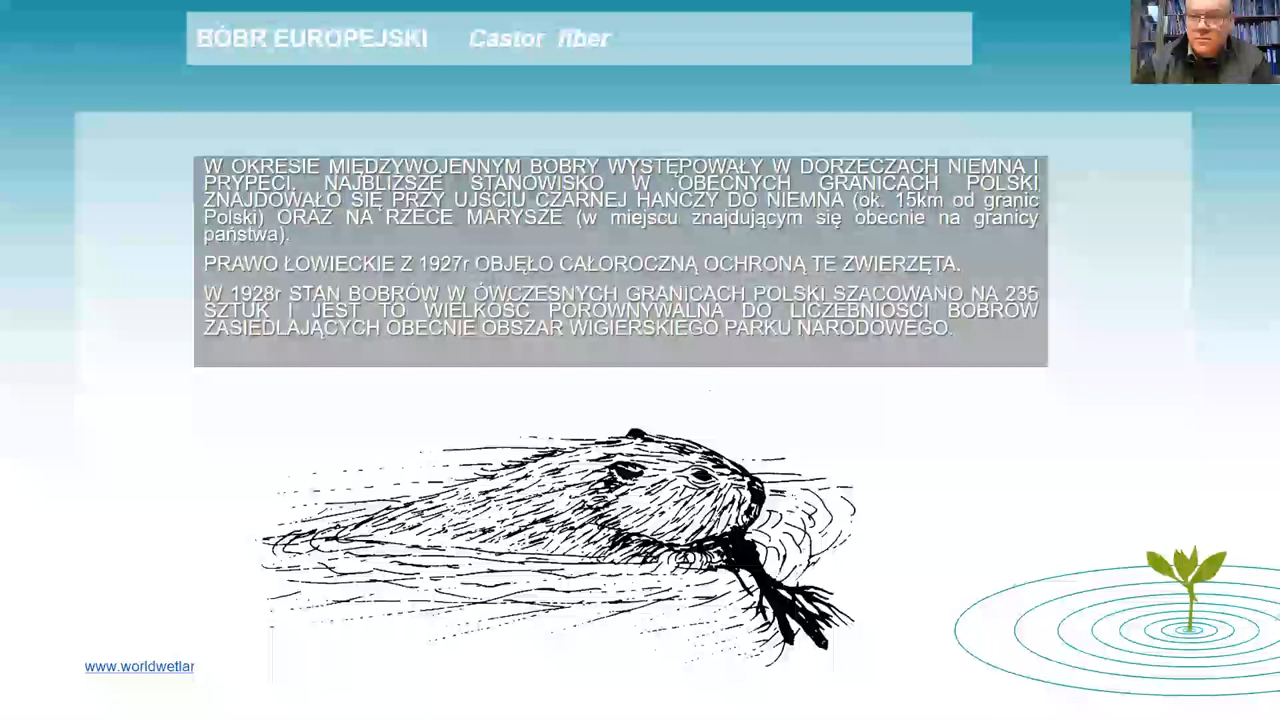 BÓBR EUROPEJSKI Castor fiber
W OKRESIE MIĘDZYWOJENNYM BOBRY WYSTĘPOWAŁY W DORZECZACH NIEMNA I
PRYPECI. NAJBLIŻSZE STANOWISKO W OBECNYCH GRANICACH POLSKI
ZNAJDOWAŁO SIĘ PRZY UJŚCIU CZARNEJ HAŃCZY DO NIEMNA (ok. 15km od granic
Polski) ORAZ NA RZECE MARYSZE (w miejscu znajdującym się obecnie na granicy
państwa).
PRAWO ŁOWIECKIE Z 1927r OBJĘŁO CAŁOROCZNĄ OCHRONĄ TE ZWIERZĘTA.
W 1928r STAN BOBRÓW W ÓWCZESNYCH GRANICACH POLSKI SZACOWANO NA 235
SZTUK I JEST TO WIELKOŚĆ PORÓWNYWALNA DO LICZEBNIOŚCI BOBRÓW
ZASIEDLAJĄCYCH OBECNIE OBSZAR WIGIERSKIEGO PARKU NARODOWEGO.
www.worldwetlar